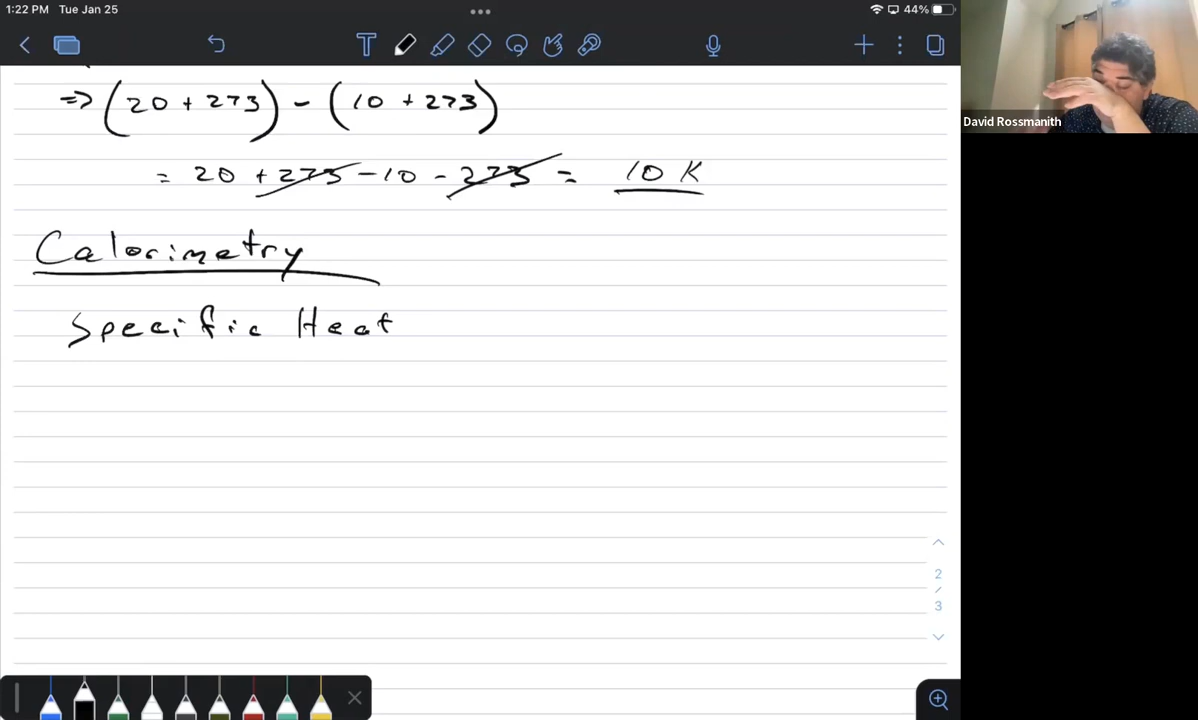 1:22 PM Tue Jan 25
44%
T
⇒ (20 + 273) - (10 + 273)
= 20 + 273 - 10 - 273 = 10 K
Calorimetry
Specific Heat
David Rossmanith
2
/
3